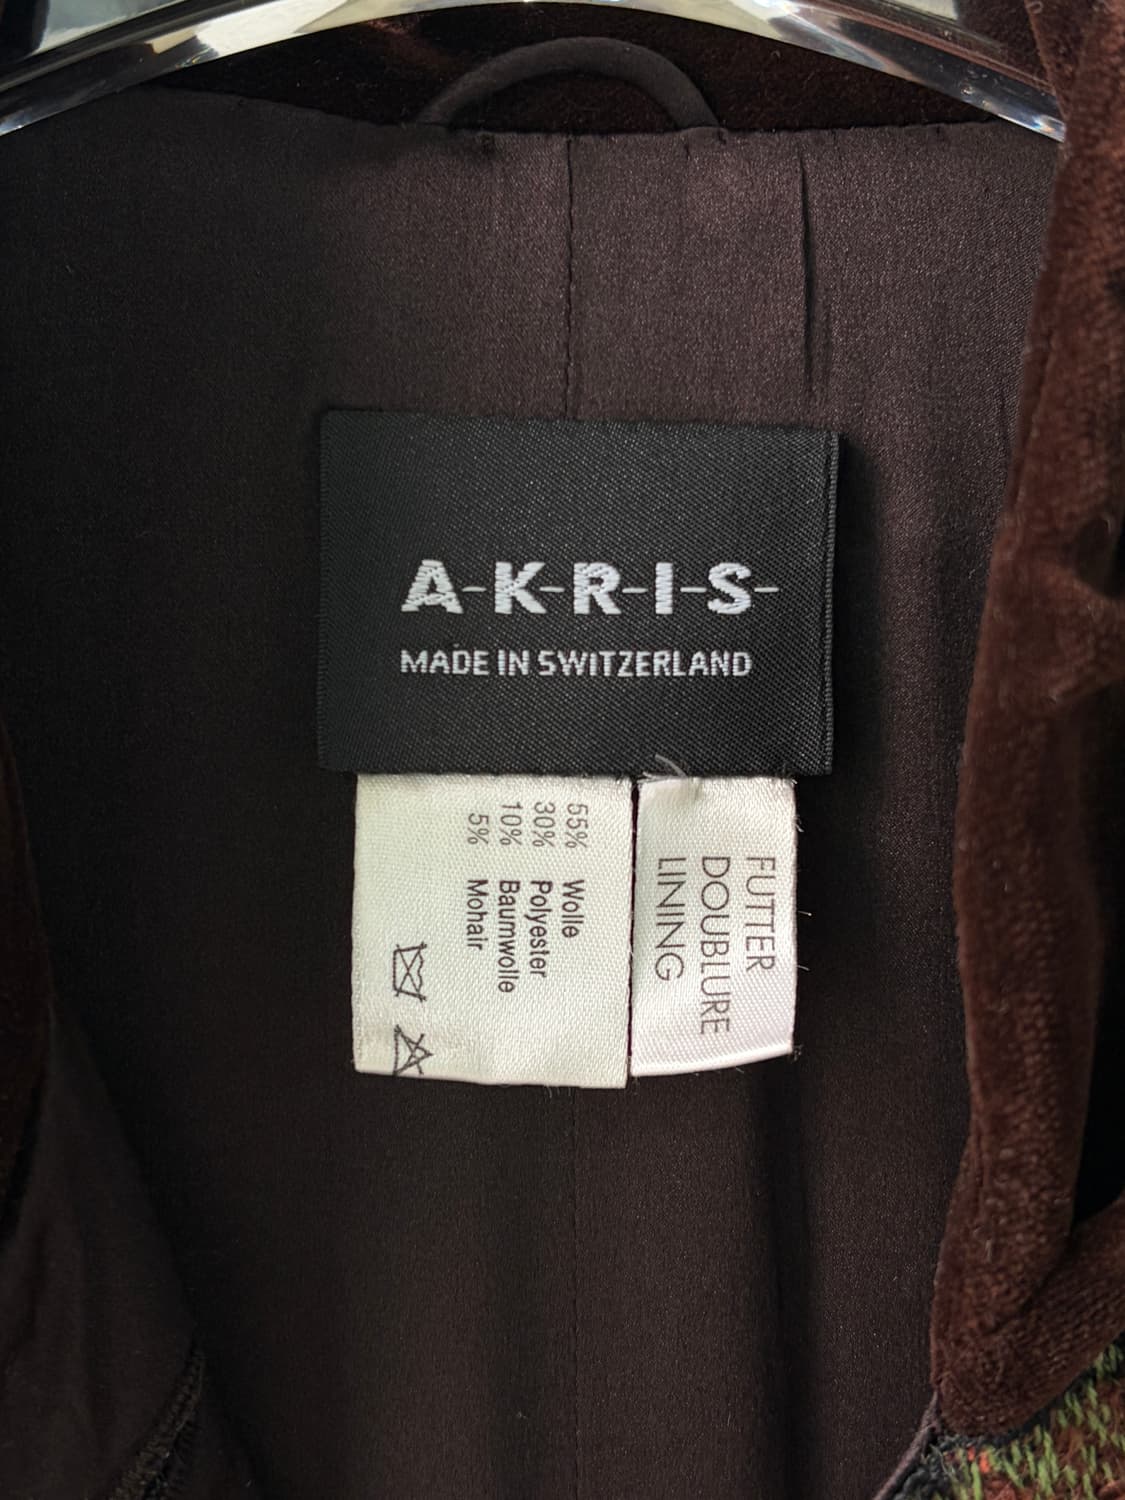 A-K-R-I-S-
MADE IN SWITZERLAND
55% Wolle
30% Polyester
10% Baumwolle
5% Mohair
FUTTER
DOUBLURE
LINING